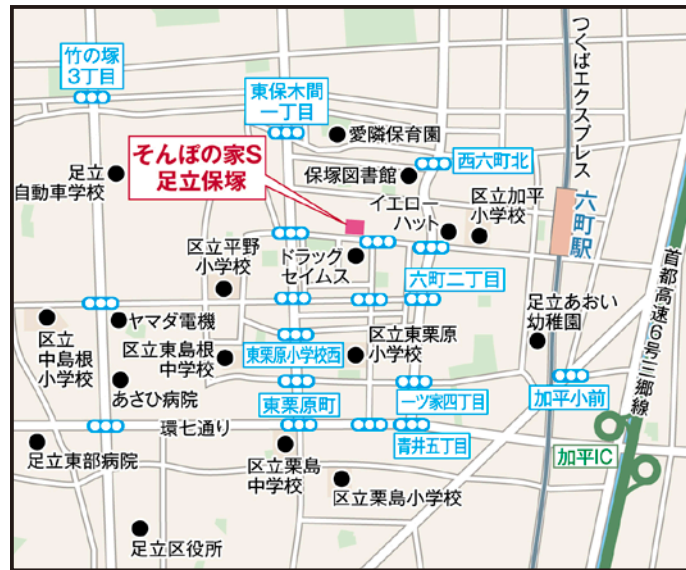 竹の塚
3丁目
東保木間
一丁目
つくばエクスプレス
愛隣保育園
そんぽの家S
足立保塚
西六町北
足立
自動車学校
保塚図書館
イエロー
ハット
区立加平
小学校
六町駅
首都高速6号三郷線
区立平野
小学校
ドラッグ
セイムス
六町二丁目
足立あおい
幼稚園
ヤマダ電機
区立
中島根
小学校
区立東島根
中学校
東栗原小学校西
区立東栗原
小学校
あさひ病院
東栗原町
一ツ家四丁目
加平小前
環七通り
青井五丁目
加平IC
足立東部病院
区立栗島
中学校
区立栗島小学校
足立区役所